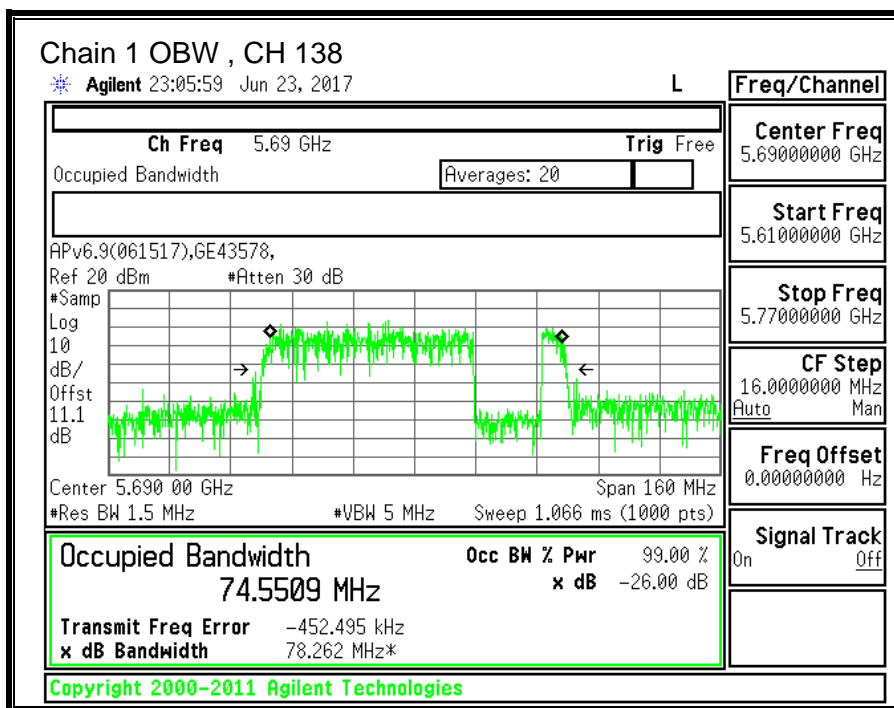 Chain 1 OBW , CH 138
Agilent 23:05:59 Jun 23, 2017 L
Freq/Channel
Ch Freq 5.69 GHz Trig Free
Occupied Bandwidth Averages: 20
APv6.9(061517),GE43578,
Ref 20 dBm #Atten 30 dB
#Samp
Log
10
dB/
Offst
11.1
dB
Center 5.690 00 GHz Span 160 MHz
#Res BW 1.5 MHz #VBW 5 MHz Sweep 1.066 ms (1000 pts)
Occupied Bandwidth Occ BW % Pwr 99.00 %
74.5509 MHz x dB -26.00 dB
Transmit Freq Error -452.495 kHz
x dB Bandwidth 78.262 MHz*
Copyright 2000-2011 Agilent Technologies
Center Freq
5.69000000 GHz
Start Freq
5.61000000 GHz
Stop Freq
5.77000000 GHz
CF Step
16.0000000 MHz
Auto Man
Freq Offset
0.00000000 Hz
Signal Track
On Off